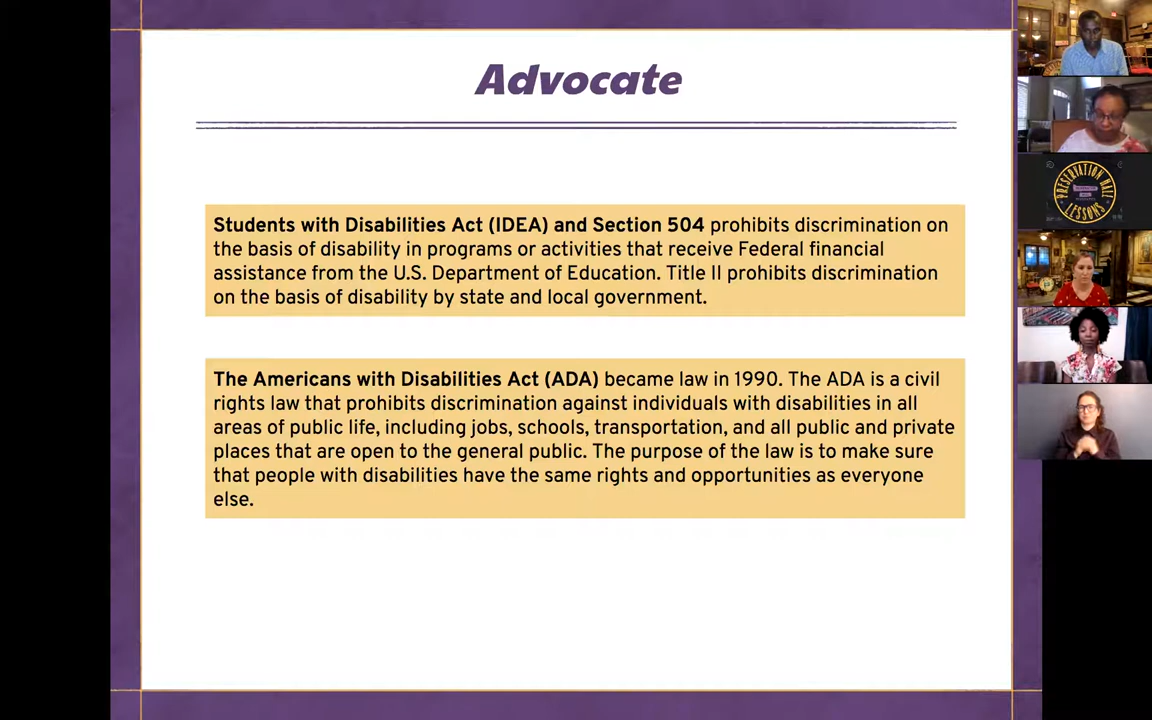 Advocate
Students with Disabilities Act (IDEA) and Section 504 prohibits discrimination on
the basis of disability in programs or activities that receive Federal financial
assistance from the U.S. Department of Education. Title II prohibits discrimination
on the basis of disability by state and local government.
The Americans with Disabilities Act (ADA) became law in 1990. The ADA is a civil
rights law that prohibits discrimination against individuals with disabilities in all
areas of public life, including jobs, schools, transportation, and all public and private
places that are open to the general public. The purpose of the law is to make sure
that people with disabilities have the same rights and opportunities as everyone
else.
PRESERVATION HALL
LESSONS